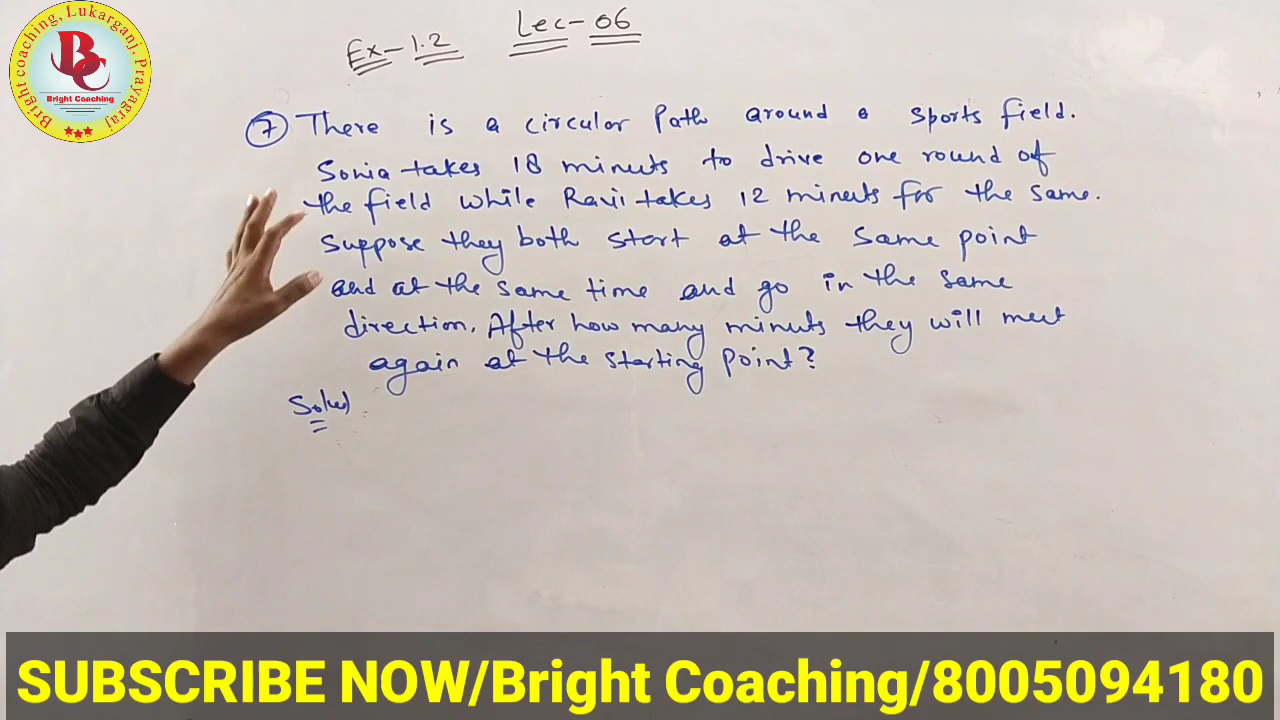 Bright coaching, Lukarganj, Prayagraj
BC
Bright Coaching
Ex-1.2 Lec-06
7 There is a circular Path around a sports field.
Sonia takes 18 minuts to drive one round of
the field while Ravi takes 12 minuts for the same.
Suppose they both start at the same point
and at the same time and go in the same
direction. After how many minuts they will meet
again at the starting point?
SUBSCRIBE NOW/Bright Coaching/8005094180